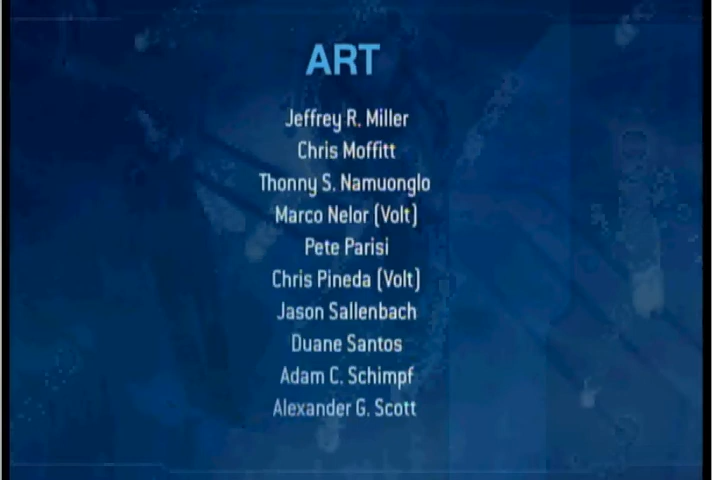 ART
Jeffrey R. Miller
Chris Moffitt
Thonny S. Namuonglo
Marco Nelor (Volt)
Pete Parisi
Chris Pineda (Volt)
Jason Sallenbach
Duane Santos
Adam C. Schimpf
Alexander G. Scott